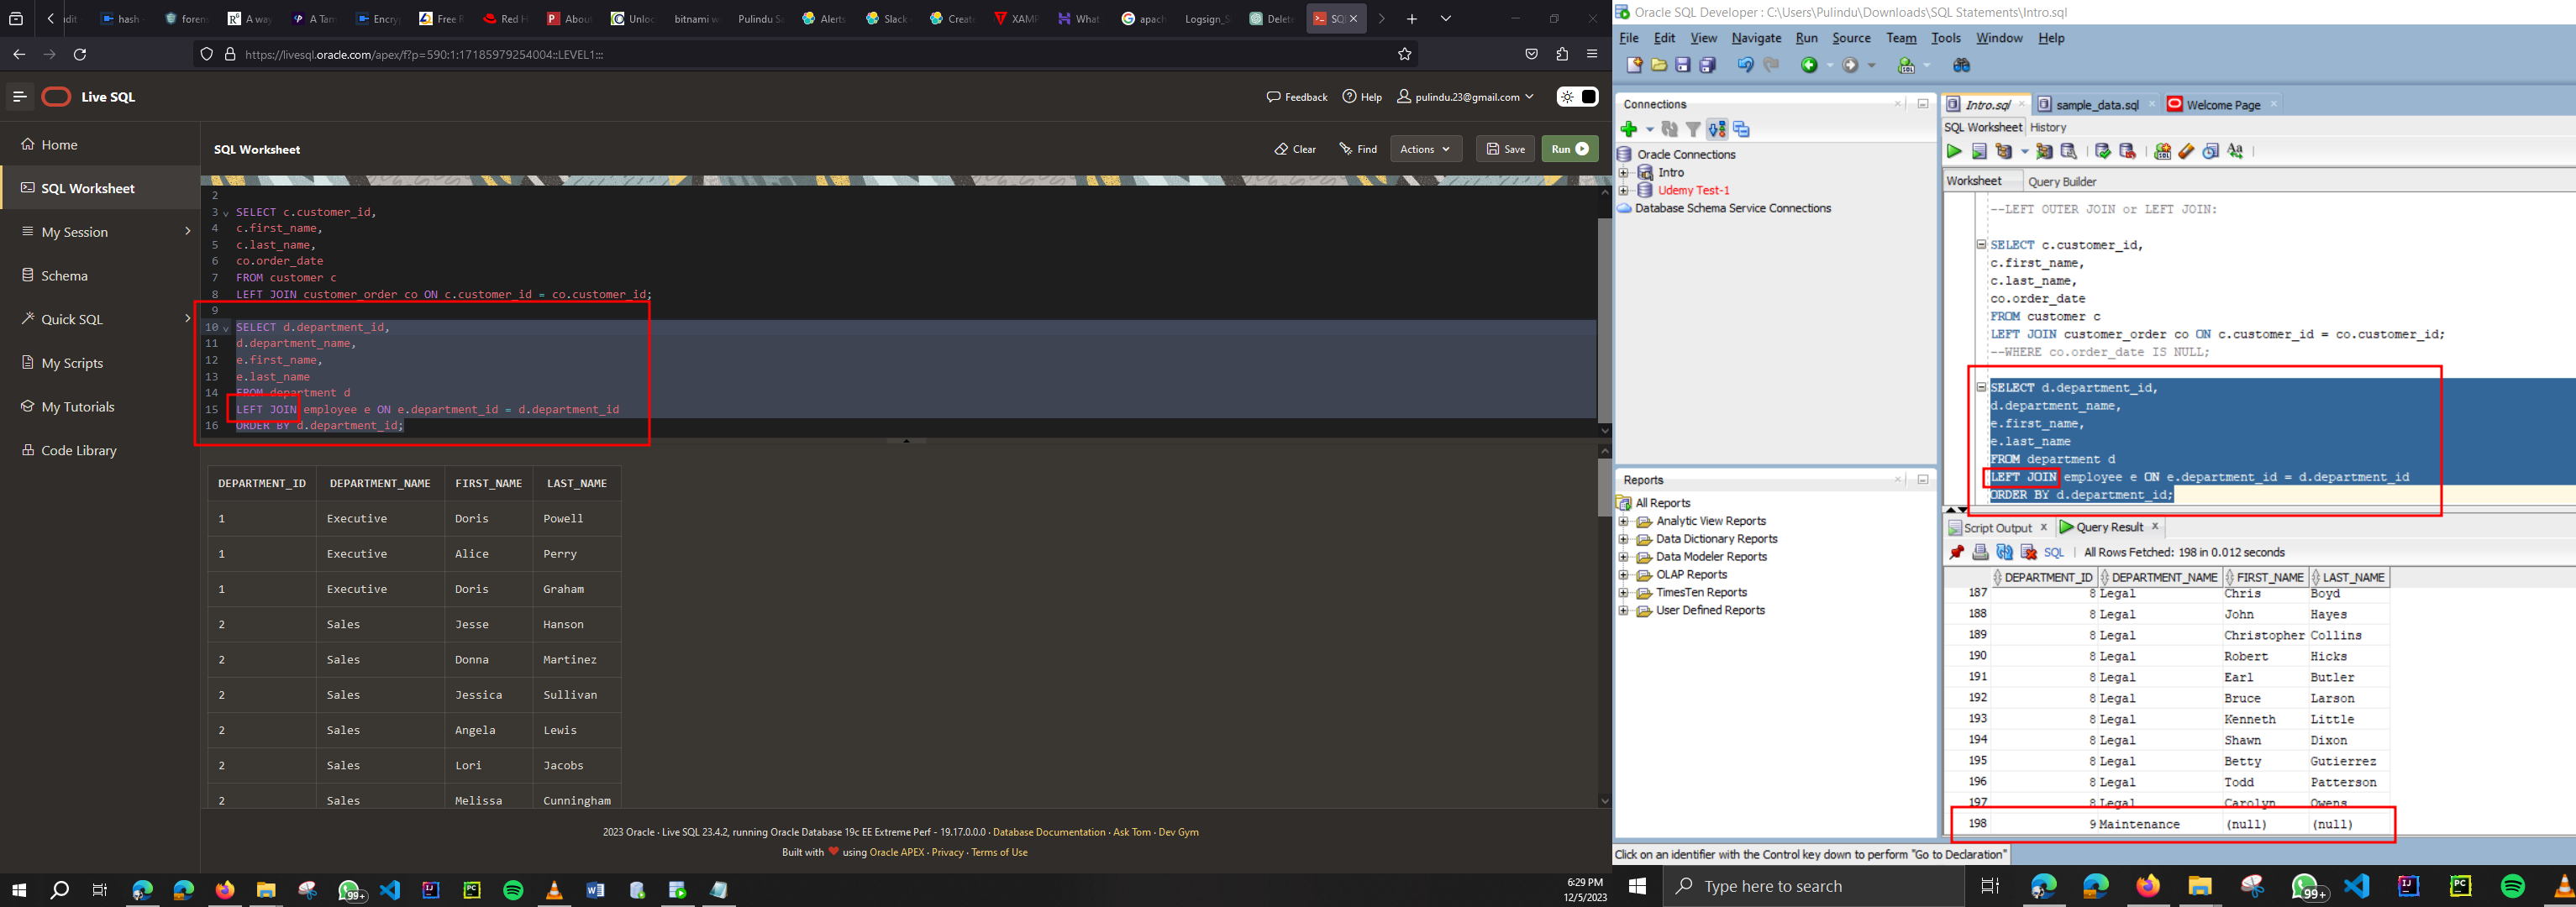 edit
hash
foren
A way
A Tam
Encry
Free R
Red H
Abou
Unloc
bitnami w
Pulindu S
Alerts
Slack
Creat
XAMP
What
apach
Logsign_S
Delet
SQ
https://livesql.oracle.com/apex/f?p=590:1:17185979254004::LEVEL1:::
Live SQL
Feedback
Help
pulindu.23@gmail.com
Home
SQL Worksheet
My Session
Schema
Quick SQL
My Scripts
My Tutorials
Code Library
SQL Worksheet
Clear
Find
Actions
Save
Run
2
3 SELECT c.customer_id,
4 c.first_name,
5 c.last_name,
6 co.order_date
7 FROM customer c
8 LEFT JOIN customer_order co ON c.customer_id = co.customer_id;
9
10 SELECT d.department_id,
11 d.department_name,
12 e.first_name,
13 e.last_name
14 FROM department d
15 LEFT JOIN employee e ON e.department_id = d.department_id
16 ORDER BY d.department_id;
DEPARTMENT_ID DEPARTMENT_NAME FIRST_NAME LAST_NAME
1 Executive Doris Powell
1 Executive Alice Perry
1 Executive Doris Graham
2 Sales Jesse Hanson
2 Sales Donna Martinez
2 Sales Jessica Sullivan
2 Sales Angela Lewis
2 Sales Lori Jacobs
2 Sales Melissa Cunningham
2023 Oracle · Live SQL 23.4.2, running Oracle Database 19c EE Extreme Perf - 19.17.0.0.0 · Database Documentation · Ask Tom · Dev Gym
Built with ❤ using Oracle APEX · Privacy · Terms of Use
99+
6:29 PM
12/5/2023
Oracle SQL Developer : C:\Users\Pulindu\Downloads\SQL Statements\Intro.sql
File Edit View Navigate Run Source Team Tools Window Help
Connections
Oracle Connections
Intro
Udemy Test-1
Database Schema Service Connections
Reports
All Reports
Analytic View Reports
Data Dictionary Reports
Data Modeler Reports
OLAP Reports
TimesTen Reports
User Defined Reports
Intro.sql
sample_data.sql
Welcome Page
SQL Worksheet History
Worksheet Query Builder
--LEFT OUTER JOIN or LEFT JOIN:
SELECT c.customer_id,
c.first_name,
c.last_name,
co.order_date
FROM customer c
LEFT JOIN customer_order co ON c.customer_id = co.customer_id;
--WHERE co.order_date IS NULL;
SELECT d.department_id,
d.department_name,
e.first_name,
e.last_name
FROM department d
LEFT JOIN employee e ON e.department_id = d.department_id
ORDER BY d.department_id;
Script Output x Query Result x
SQL | All Rows Fetched: 198 in 0.012 seconds
DEPARTMENT_ID DEPARTMENT_NAME FIRST_NAME LAST_NAME
187 8 Legal Chris Boyd
188 8 Legal John Hayes
189 8 Legal Christopher Collins
190 8 Legal Robert Hicks
191 8 Legal Earl Butler
192 8 Legal Bruce Larson
193 8 Legal Kenneth Little
194 8 Legal Shawn Dixon
195 8 Legal Betty Gutierrez
196 8 Legal Todd Patterson
197 8 Legal Carolyn Owens
198 9 Maintenance (null) (null)
Click on an identifier with the Control key down to perform "Go to Declaration"
Type here to search
99+